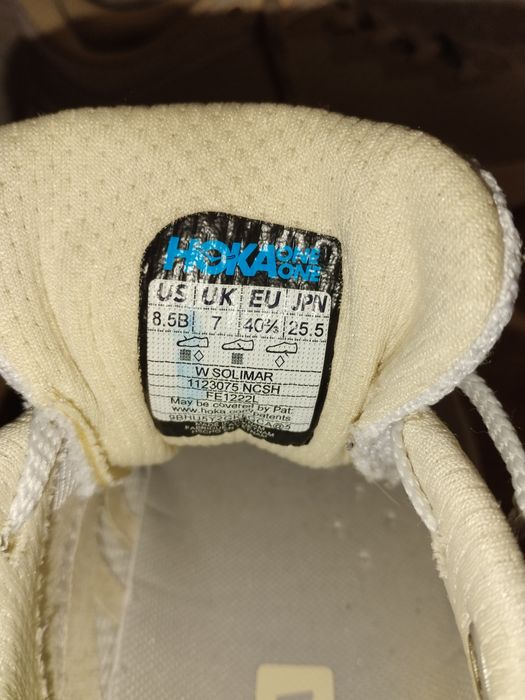 HOKA ONE ONE
US UK EU JPN
8.5B 7 40⅔ 25.5
W SOLIMAR
1123075 NCSH
FE1222L
May be covered by Pat:
www.hoka.com/patents